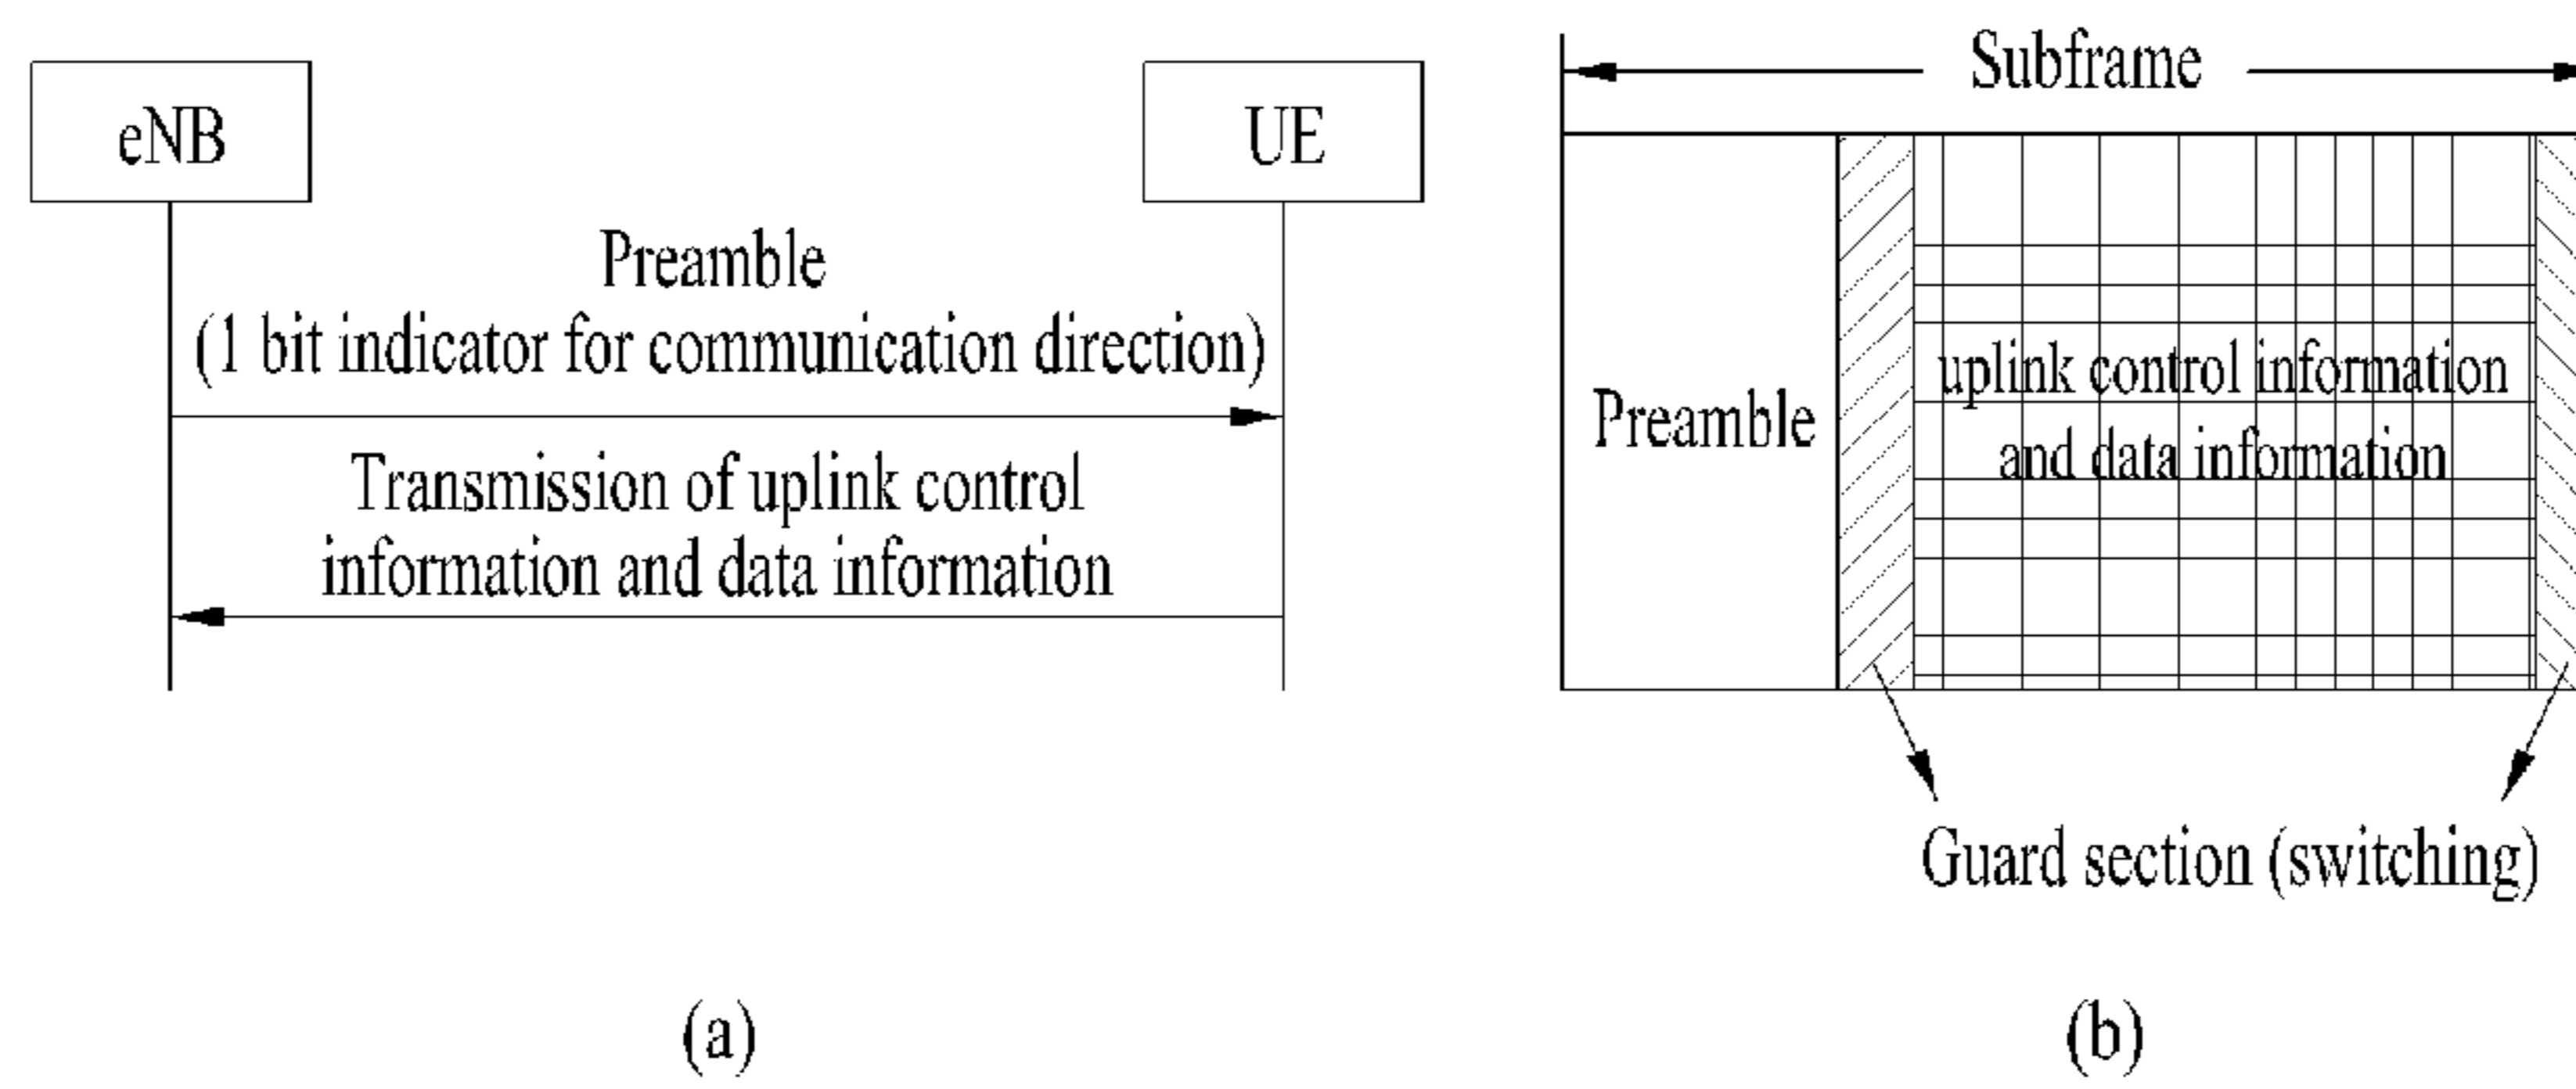 eNB
UE
Preamble
(1 bit indicator for communication direction)
Transmission of uplink control
information and data information
(a)
Subframe
Preamble
uplink control information
and data information
Guard section (switching)
(b)